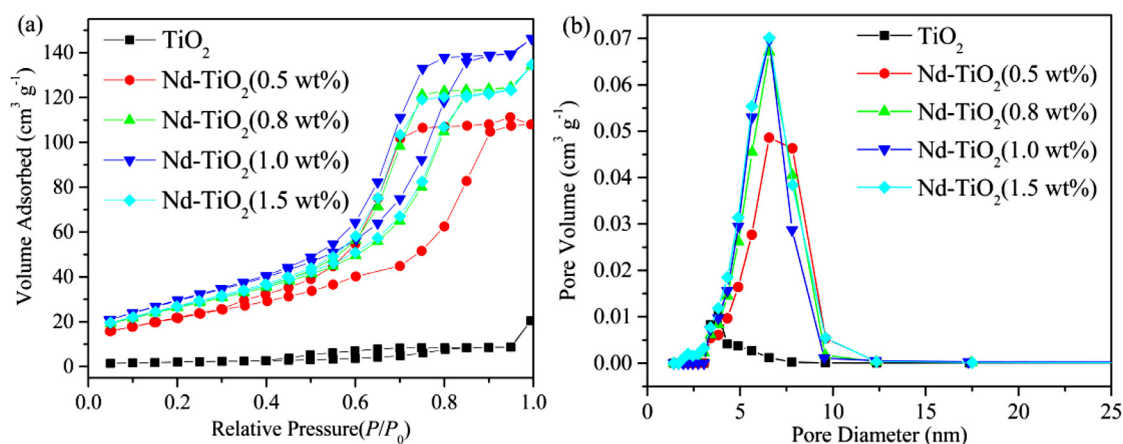 (a)
TiO2
Nd-TiO2(0.5 wt%)
Nd-TiO2(0.8 wt%)
Nd-TiO2(1.0 wt%)
Nd-TiO2(1.5 wt%)
Volume Adsorbed (cm3 g-1)
140
120
100
80
60
40
20
0
0.0 0.2 0.4 0.6 0.8 1.0
Relative Pressure(P/P0)
(b)
TiO2
Nd-TiO2(0.5 wt%)
Nd-TiO2(0.8 wt%)
Nd-TiO2(1.0 wt%)
Nd-TiO2(1.5 wt%)
Pore Volume (cm3 g-1)
0.07
0.06
0.05
0.04
0.03
0.02
0.01
0.00
0 5 10 15 20 25
Pore Diameter (nm)